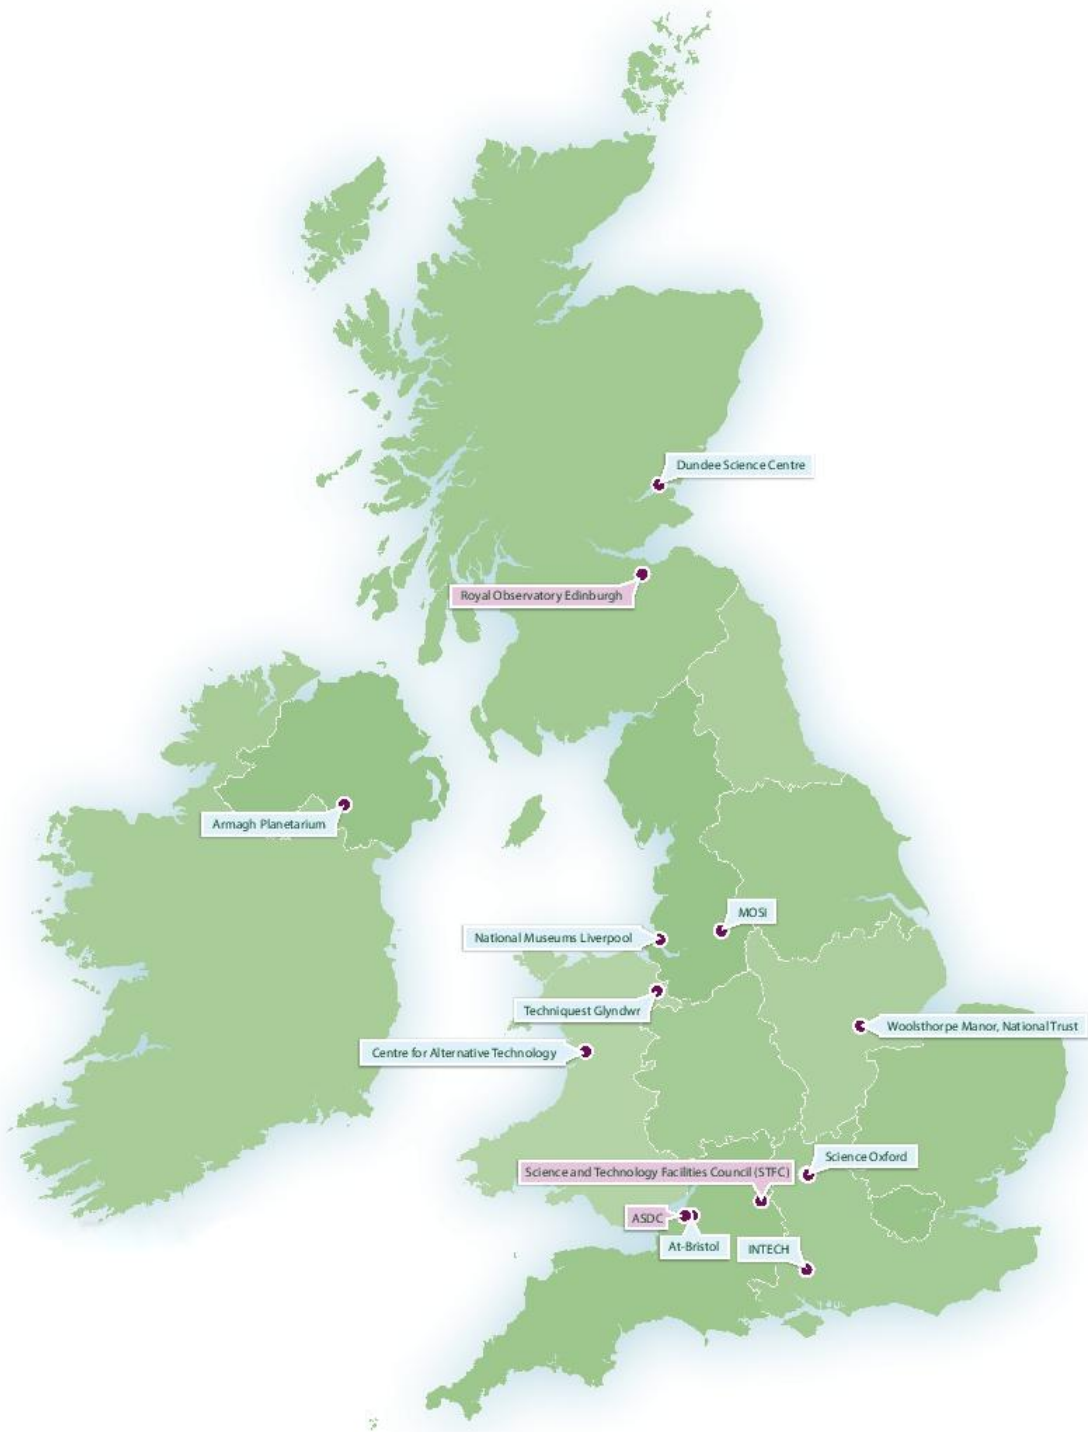 Dundee Science Centre
Royal Observatory Edinburgh
Armagh Planetarium
MOSI
National Museums Liverpool
Techniquest Glyndwr
Woolsthorpe Manor, National Trust
Centre for Alternative Technology
Science Oxford
Science and Technology Facilities Council (STFC)
ASDC
At-Bristol
INTECH